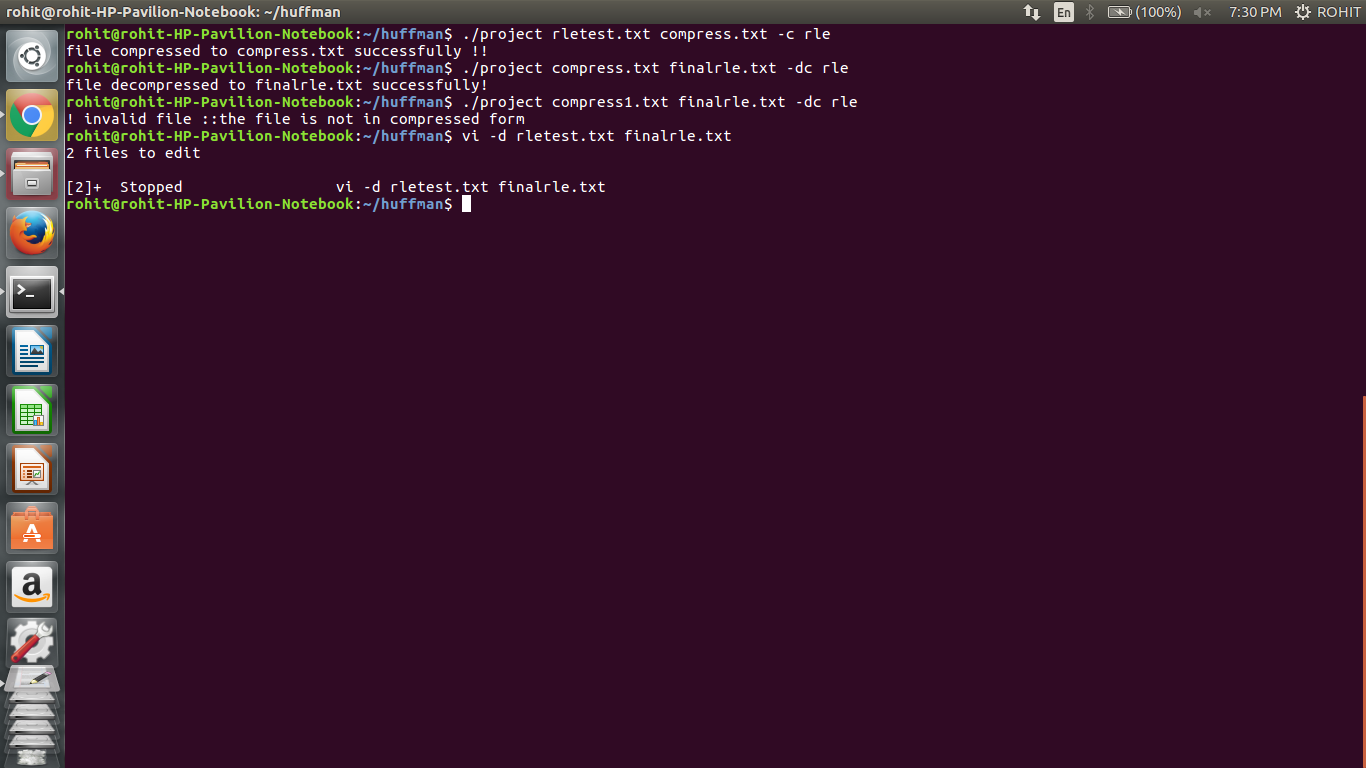 rohit@rohit-HP-Pavilion-Notebook: ~/huffman En (100%) 7:30 PM ROHIT
rohit@rohit-HP-Pavilion-Notebook:~/huffman$ ./project rletest.txt compress.txt -c rle
file compressed to compress.txt successfully !!
rohit@rohit-HP-Pavilion-Notebook:~/huffman$ ./project compress.txt finalrle.txt -dc rle
file decompressed to finalrle.txt successfully!
rohit@rohit-HP-Pavilion-Notebook:~/huffman$ ./project compress1.txt finalrle.txt -dc rle
! invalid file ::the file is not in compressed form
rohit@rohit-HP-Pavilion-Notebook:~/huffman$ vi -d rletest.txt finalrle.txt
2 files to edit
[2]+  Stopped                 vi -d rletest.txt finalrle.txt
rohit@rohit-HP-Pavilion-Notebook:~/huffman$